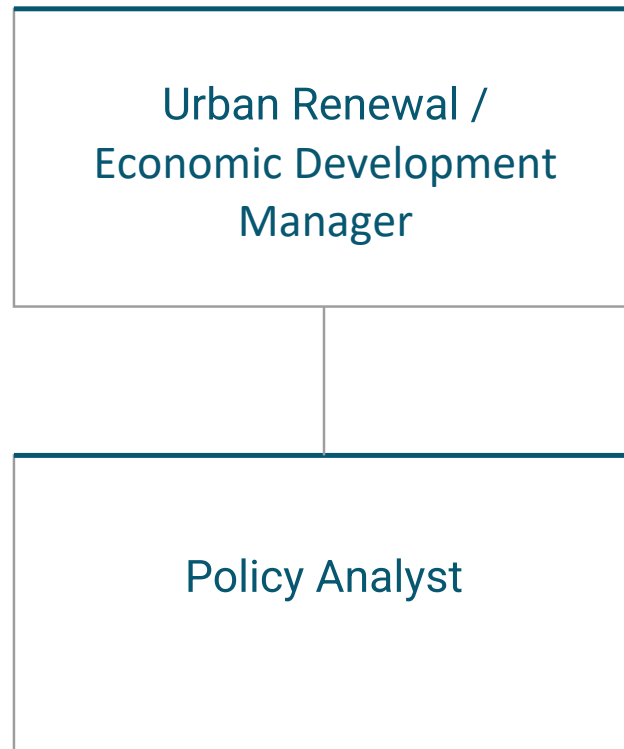 Urban Renewal /
Economic Development
Manager
Policy Analyst